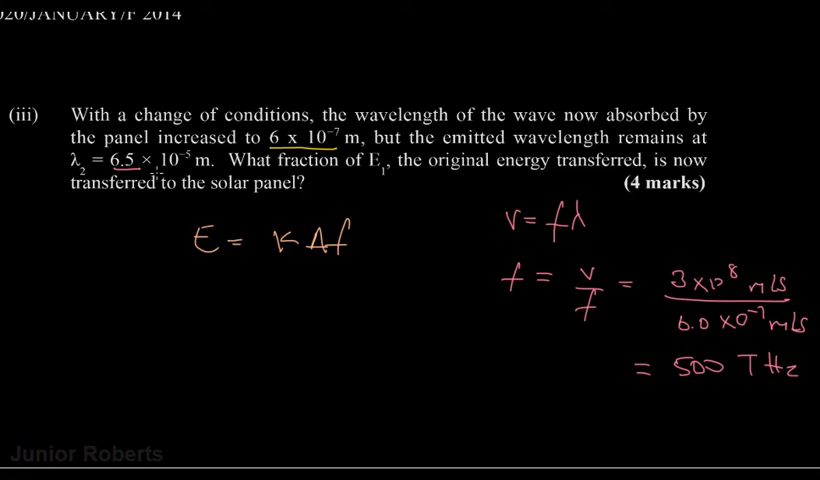 020/JANUARY/F 2014
(iii) With a change of conditions, the wavelength of the wave now absorbed by
the panel increased to 6 x 10⁻⁷ m, but the emitted wavelength remains at
λ₂ = 6.5 × 10⁻⁵ m. What fraction of E₁, the original energy transferred, is now
transferred to the solar panel? (4 marks)
v = fλ
E = KAf
f = v/f = 3×10⁸ m/s / 6.0×10⁻⁷ m/s
= 500 THz
Junior Roberts